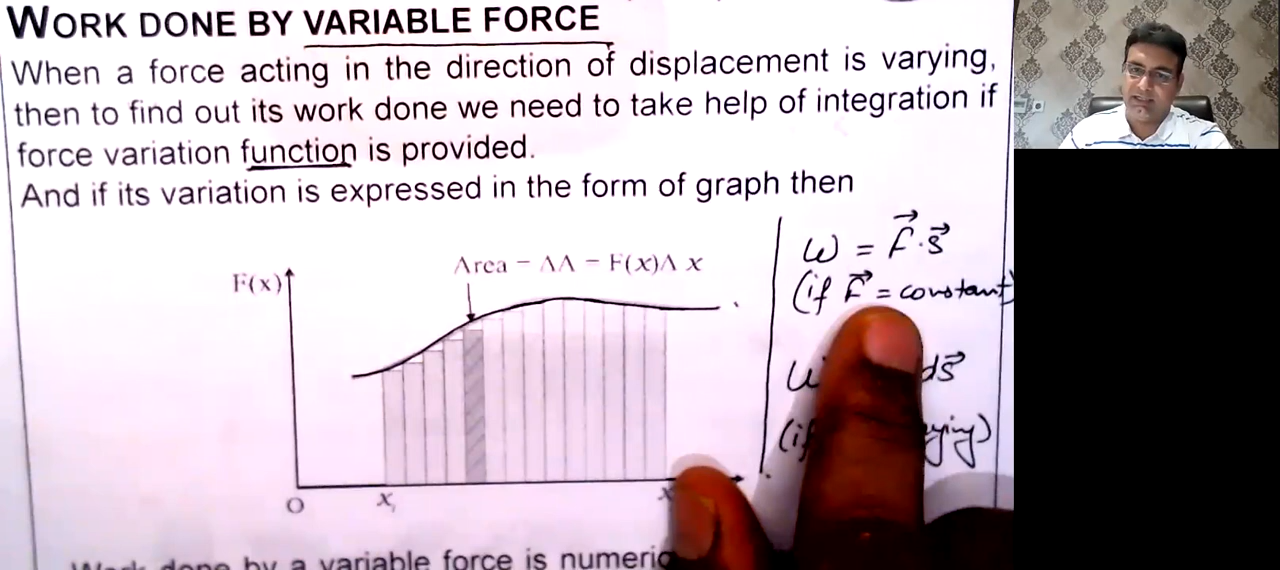 WORK DONE BY VARIABLE FORCE
When a force acting in the direction of displacement is varying,
then to find out its work done we need to take help of integration if
force variation function is provided.
And if its variation is expressed in the form of graph then
W = F⃗·s⃗
(if F⃗ = constant)
Area = ΔA = F(x)Δ x
F(x)
ds⃗
(if
O
xᵢ
Work done by a variable force is